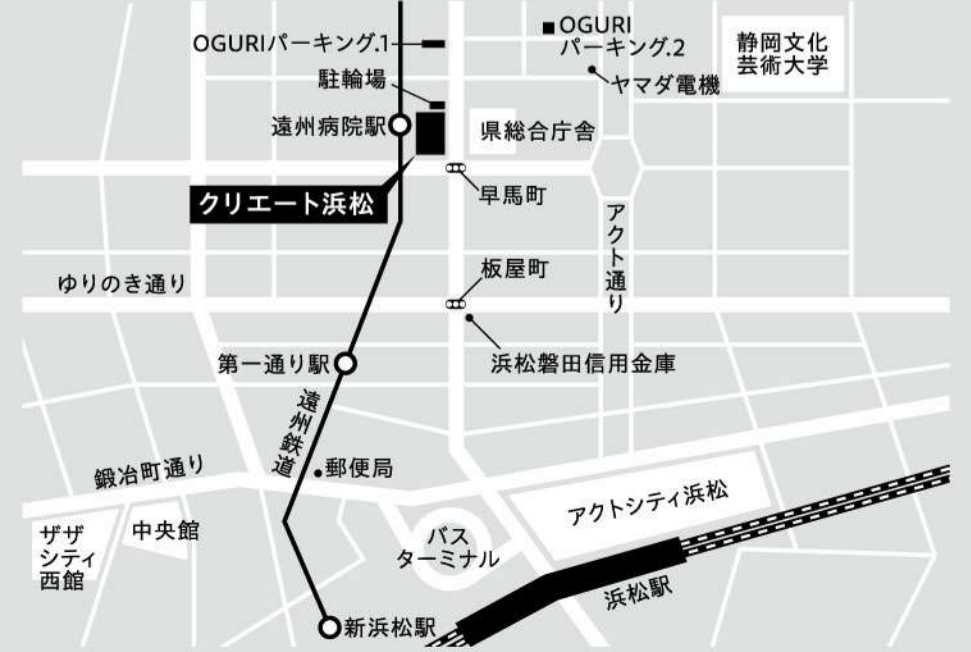 OGURIパーキング.1
OGURI
パーキング.2
静岡文化
芸術大学
駐輪場
ヤマダ電機
遠州病院駅
県総合庁舎
クリエート浜松
早馬町
アクト通り
板屋町
ゆりのき通り
第一通り駅
浜松磐田信用金庫
遠州鉄道
郵便局
鍛冶町通り
アクトシティ浜松
ザザ
シティ
西館
中央館
バス
ターミナル
浜松駅
新浜松駅